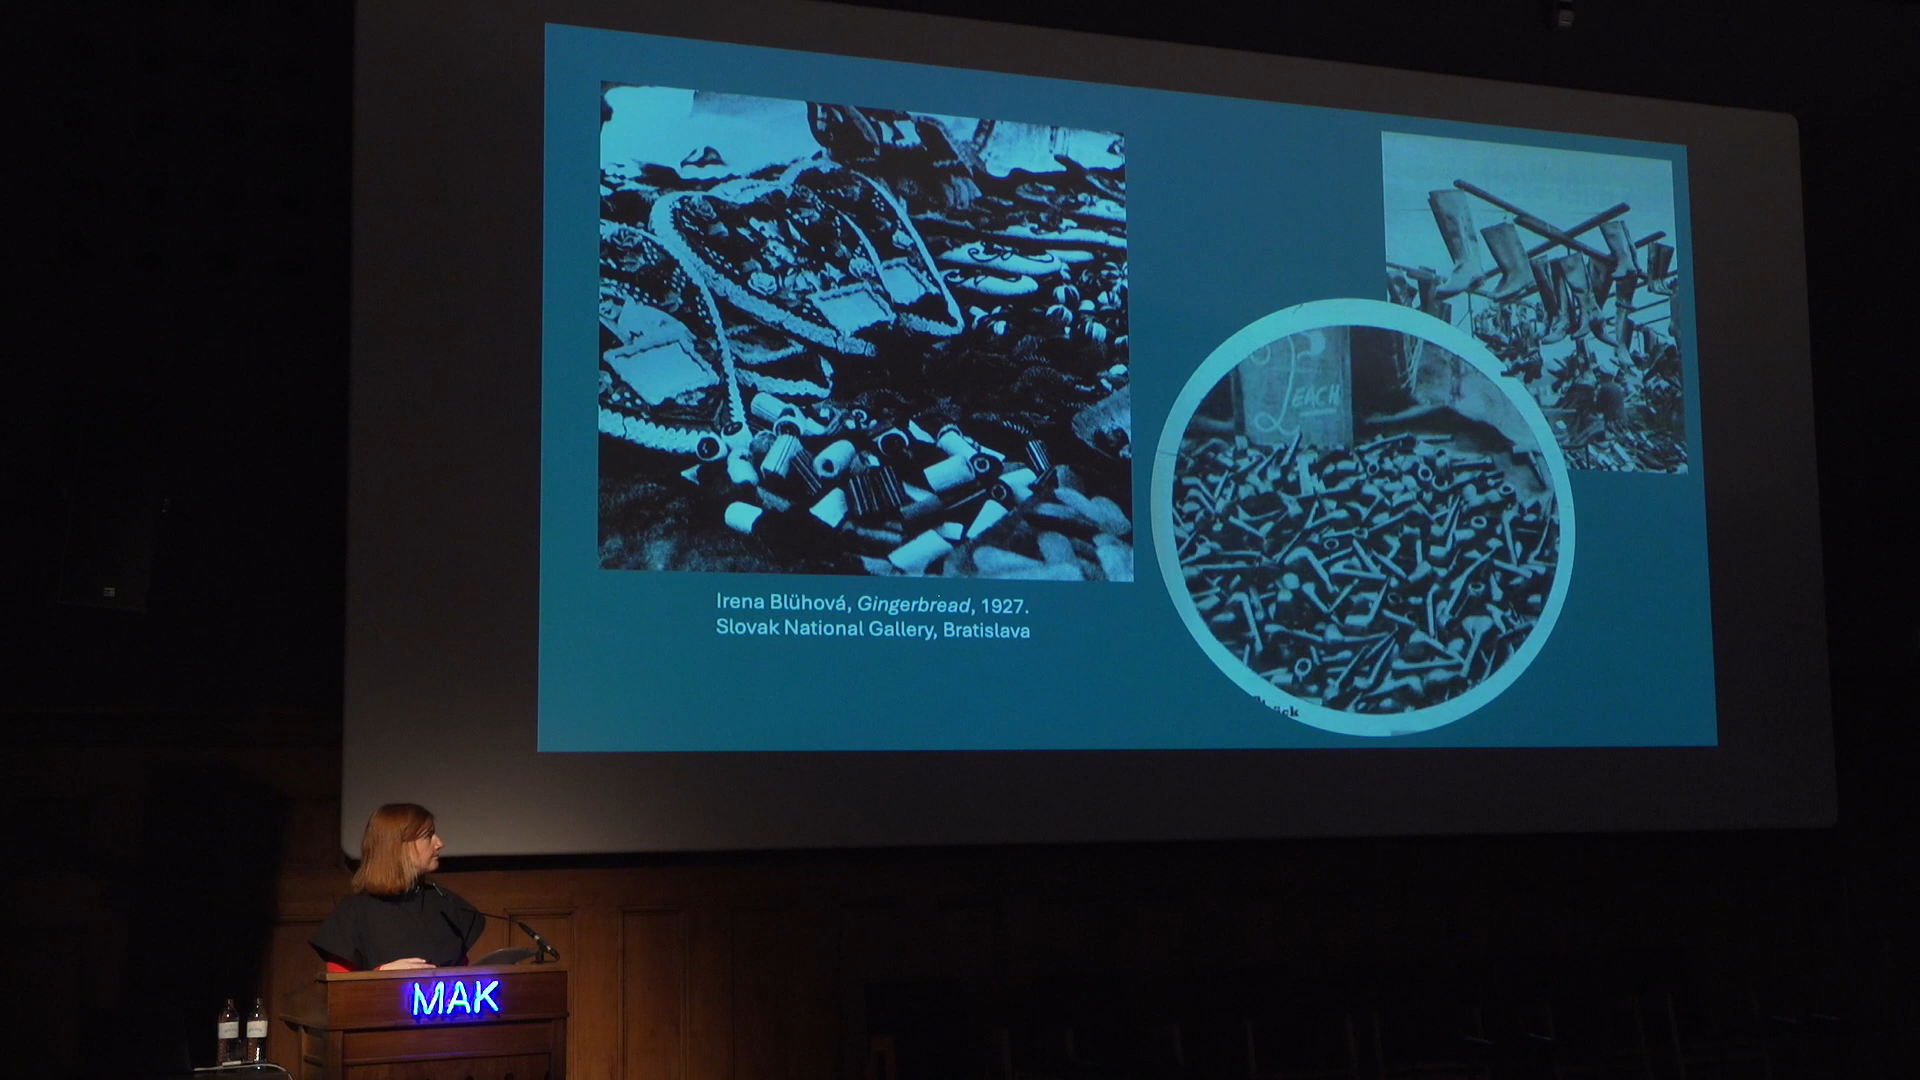 Irena Blühová, Gingerbread, 1927.
Slovak National Gallery, Bratislava
EACH
MAK